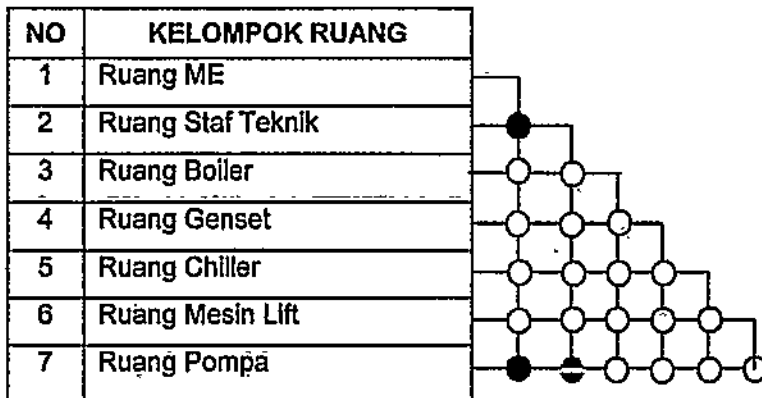 NO KELOMPOK RUANG
1 Ruang ME
2 Ruang Staf Teknik
3 Ruang Boiler
4 Ruang Genset
5 Ruang Chiller
6 Ruang Mesin Lift
7 Ruang Pompa